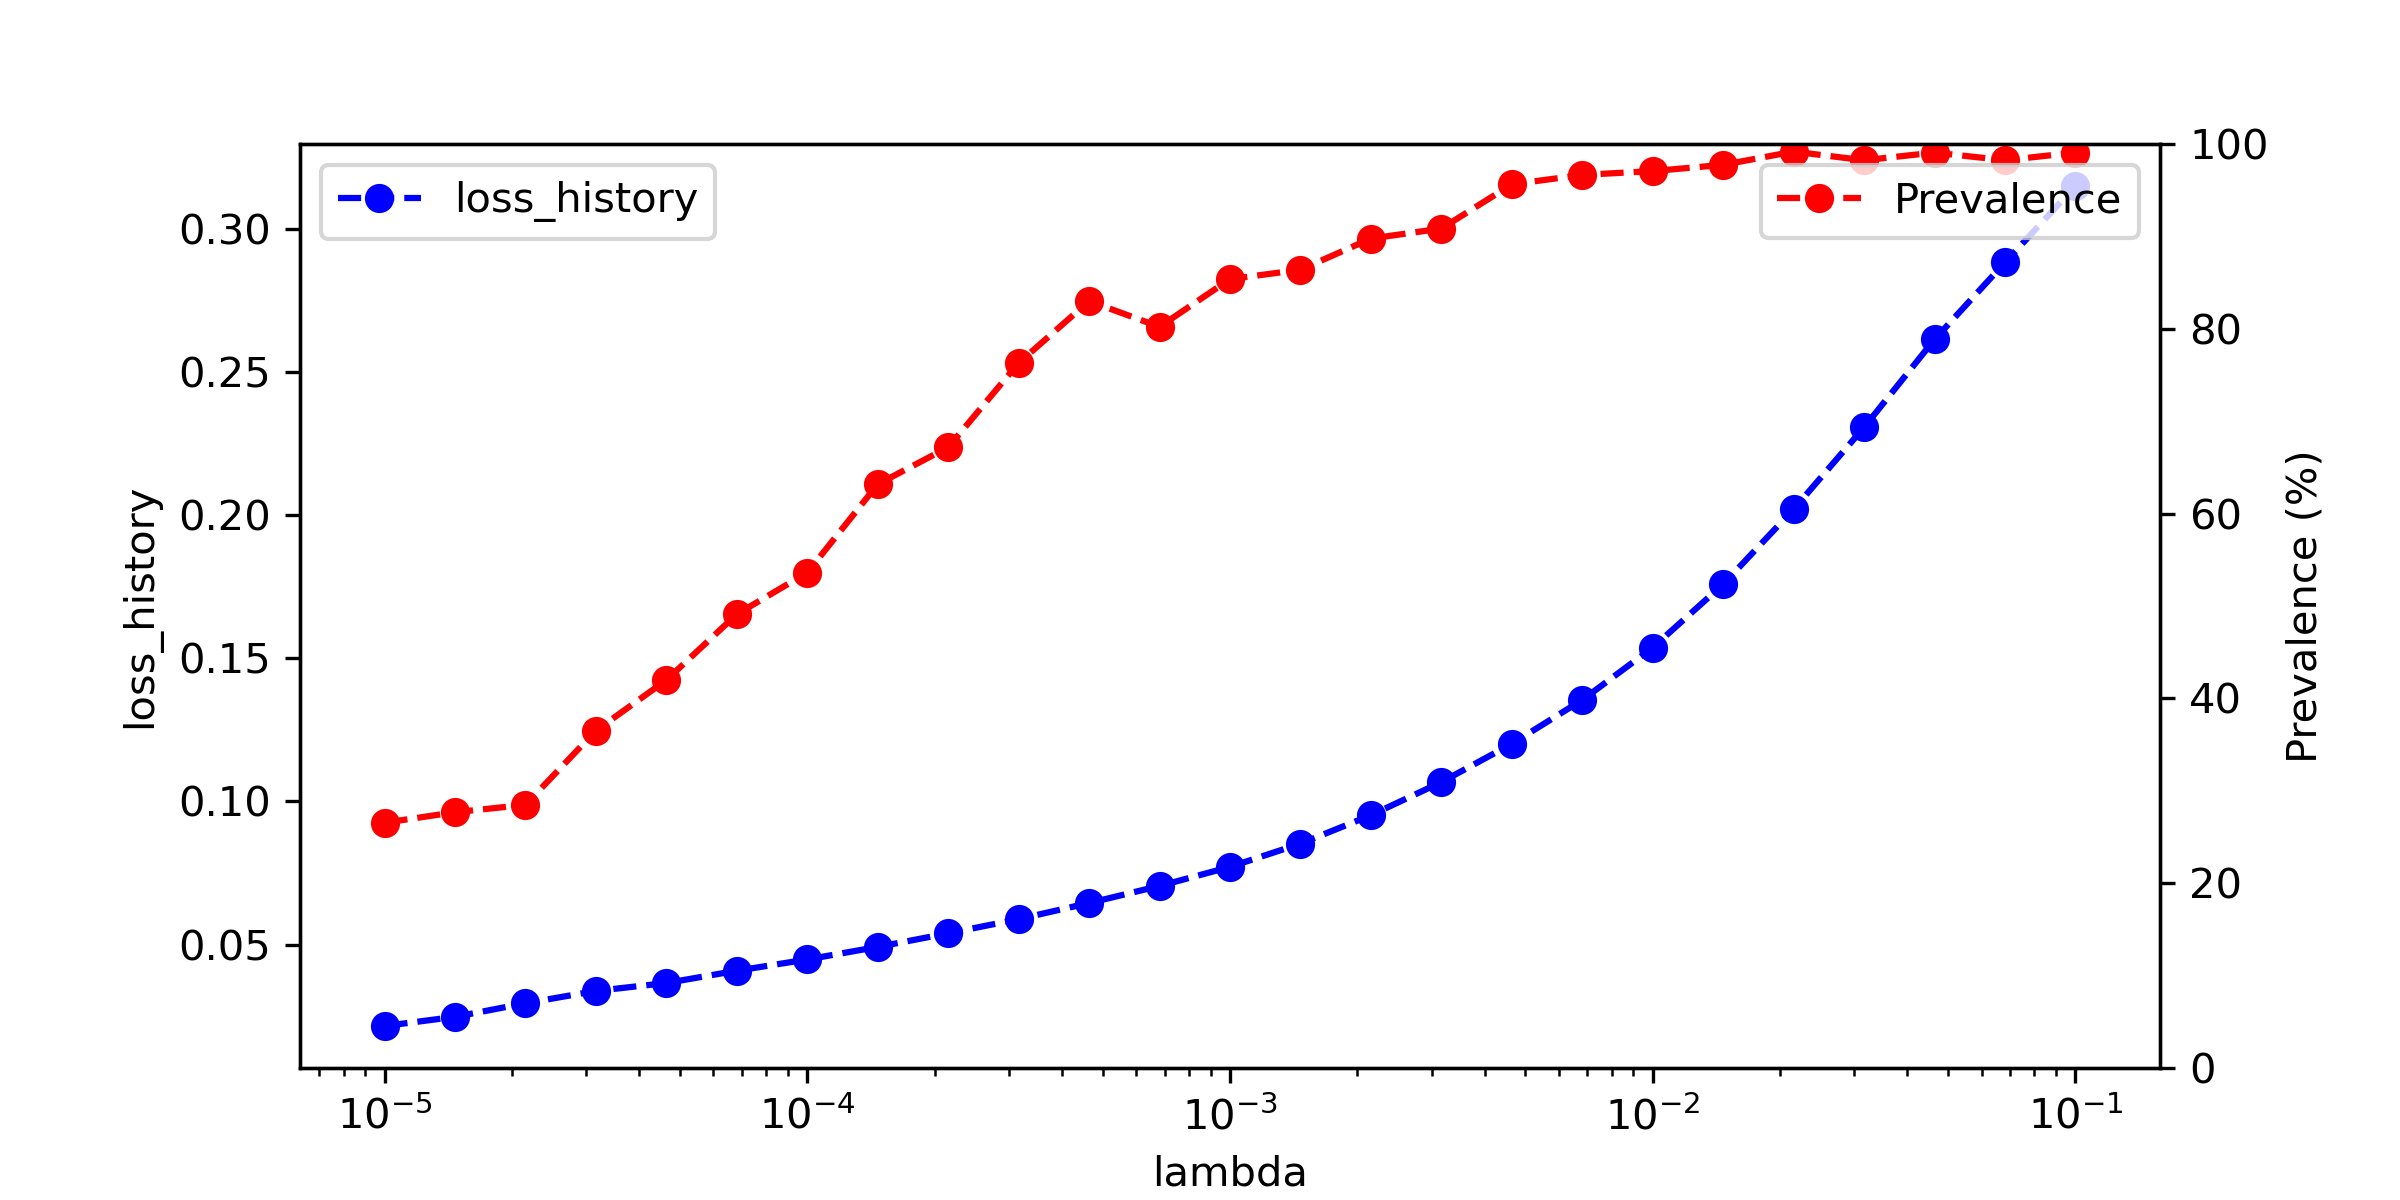 loss_history
Prevalence
0.30
0.25
0.20
0.15
0.10
0.05
loss_history
100
80
60
40
20
0
Prevalence (%)
10⁻⁵ 10⁻⁴ 10⁻³ 10⁻² 10⁻¹
lambda